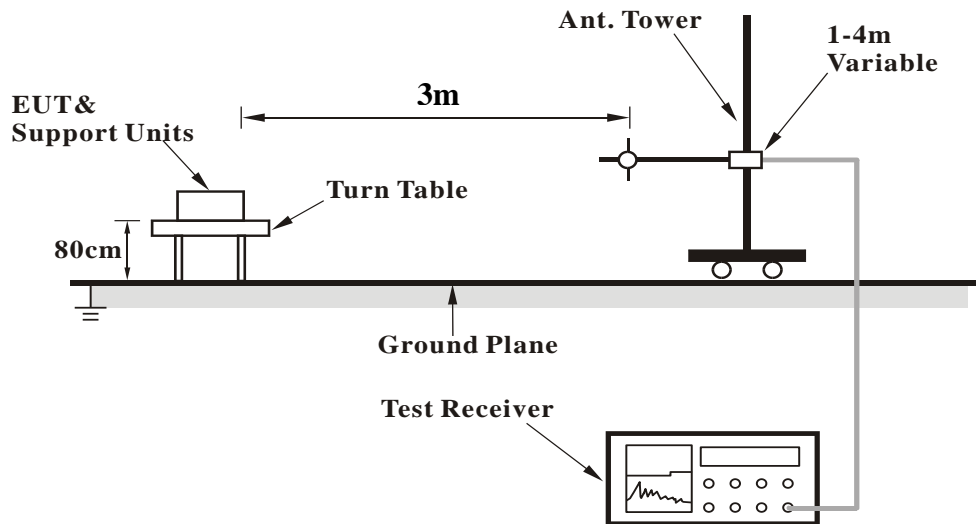 Ant. Tower
1-4m
Variable
3m
EUT&
Support Units
Turn Table
80cm
Ground Plane
Test Receiver